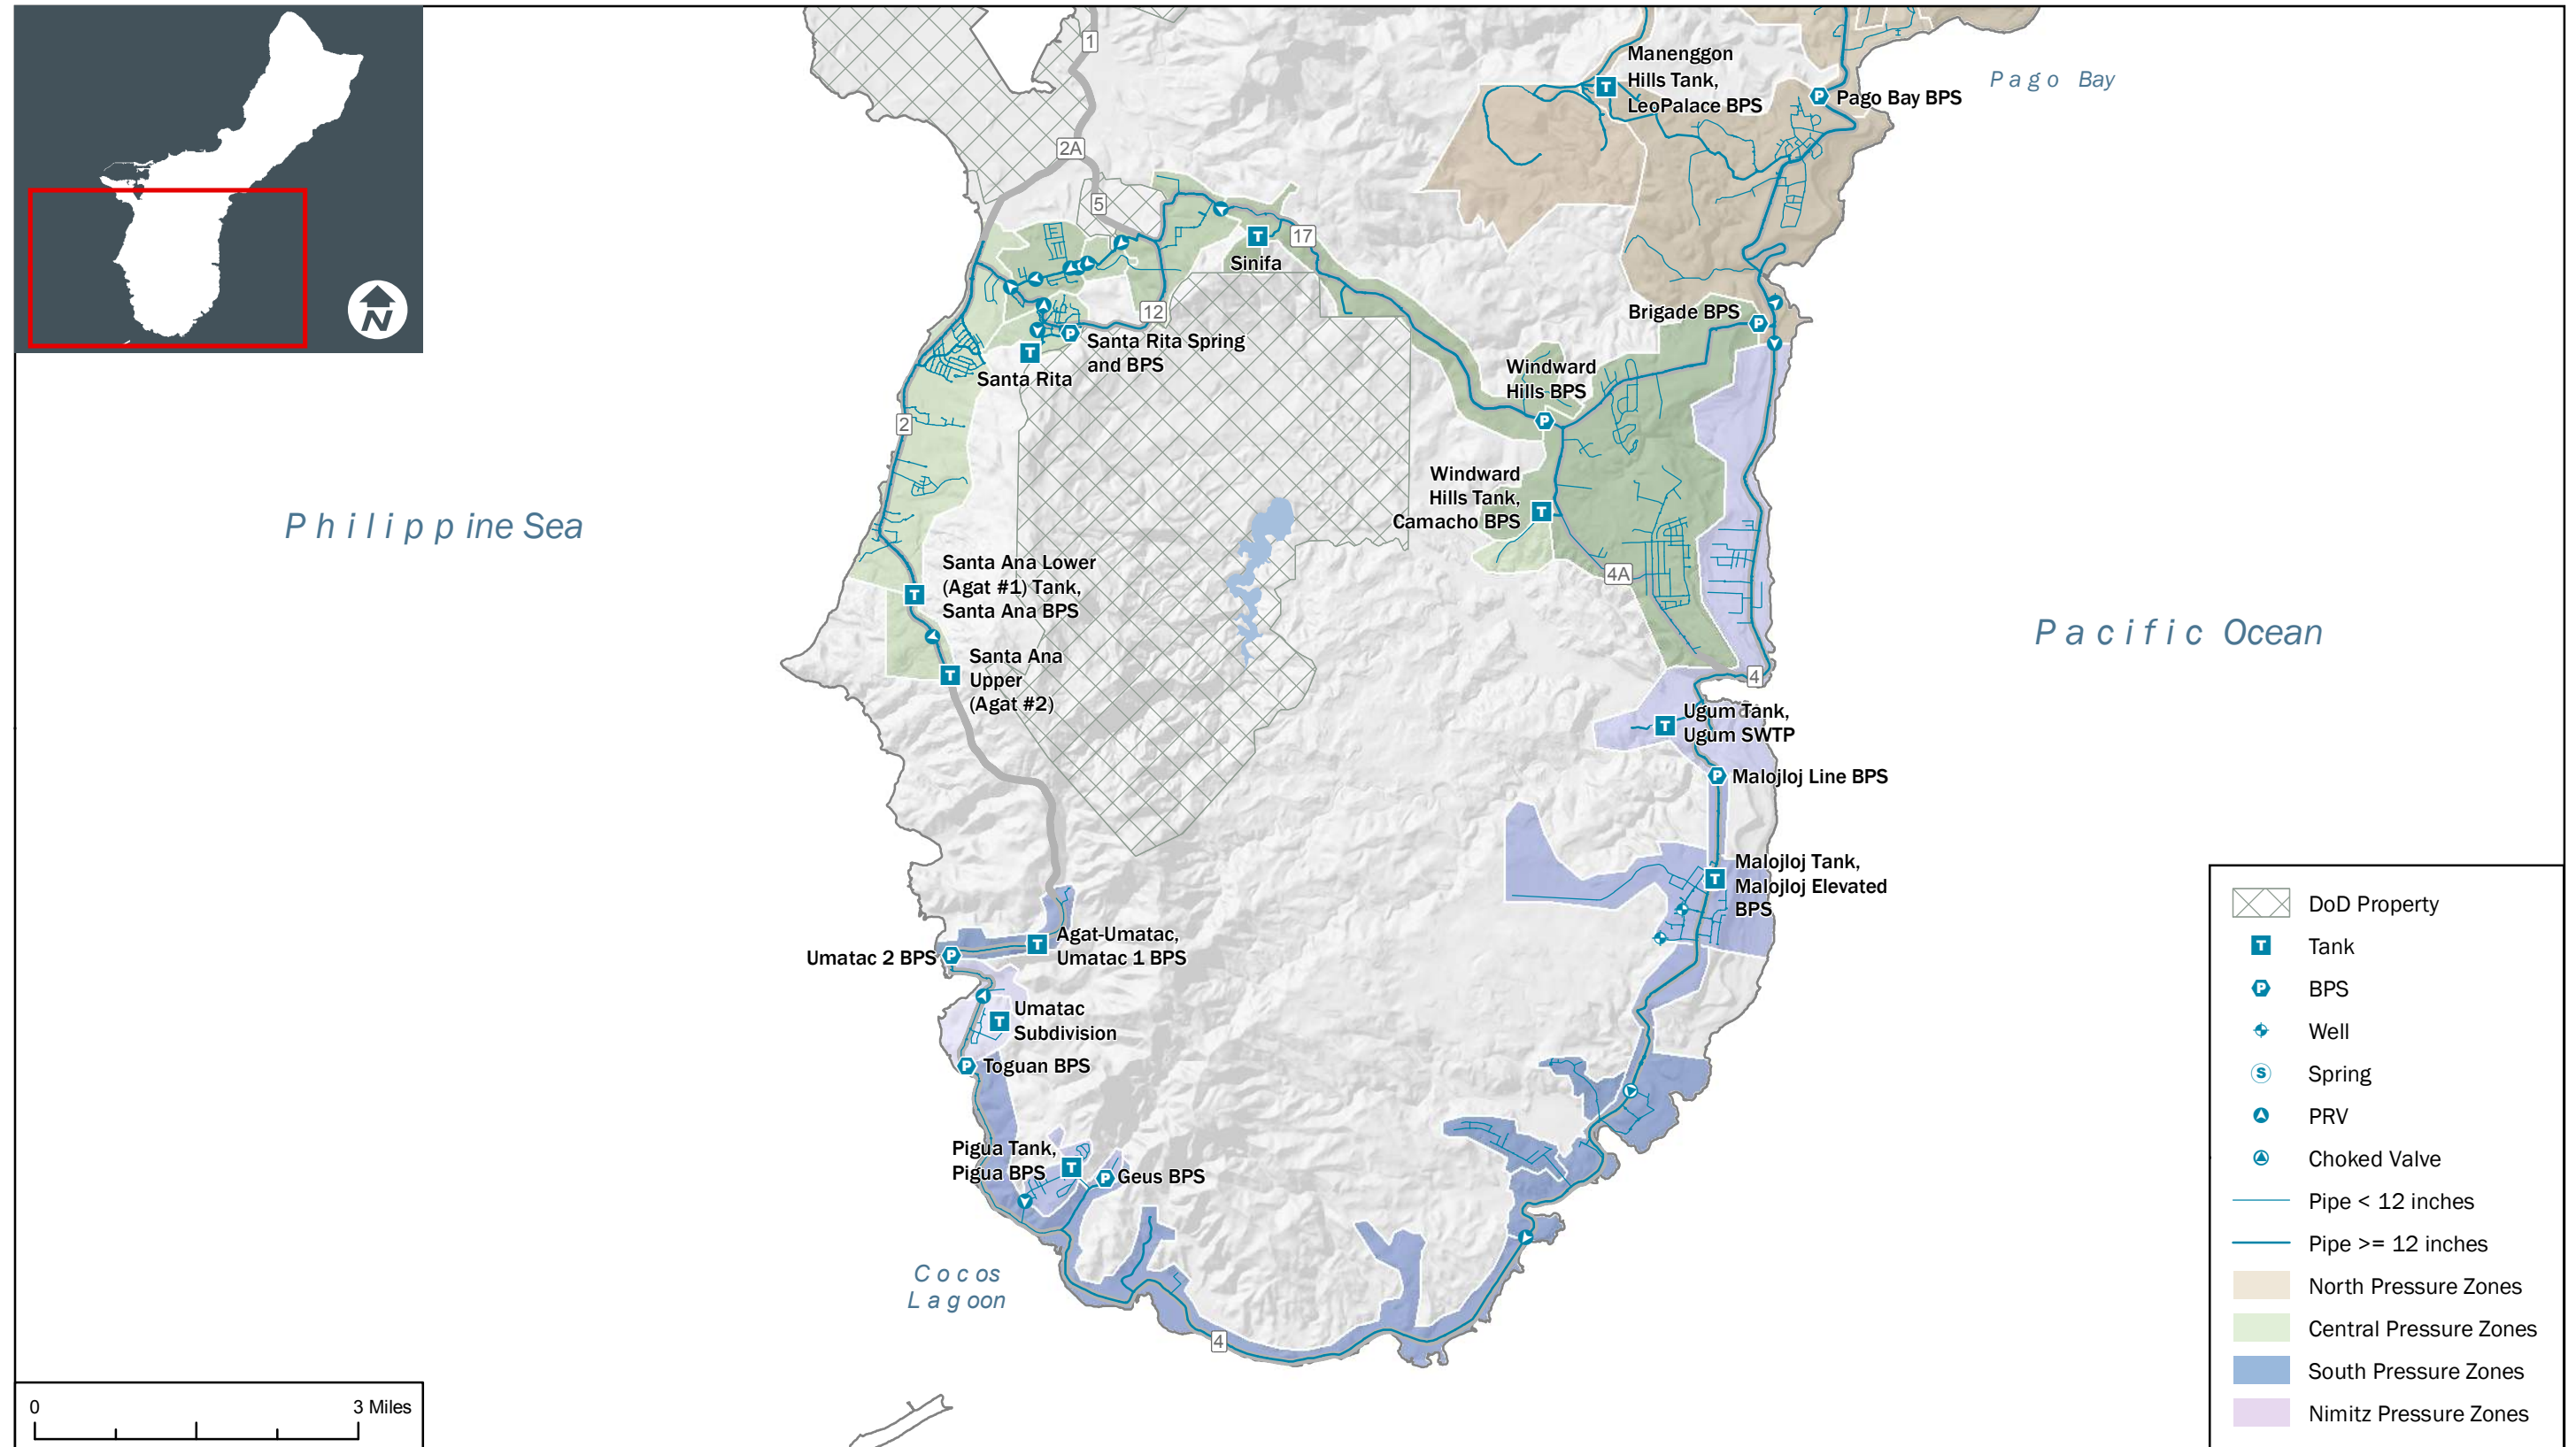 N
1
2A
5
17
12
2
4A
4
4
Manenggon
Hills Tank,
LeoPalace BPS
Pago Bay
Pago Bay BPS
Sinifa
Brigade BPS
Santa Rita Spring
and BPS
Santa Rita
Windward
Hills BPS
Windward
Hills Tank,
Camacho BPS
Philippine Sea
Santa Ana Lower
(Agat #1) Tank,
Santa Ana BPS
Pacific Ocean
Santa Ana
Upper
(Agat #2)
Ugum Tank,
Ugum SWTP
Malojloj Line BPS
Malojloj Tank,
Malojloj Elevated
BPS
Agat-Umatac,
Umatac 1 BPS
Umatac 2 BPS
Umatac
Subdivision
Toguan BPS
Pigua Tank,
Pigua BPS
Geus BPS
Cocos
Lagoon
0
3 Miles
DoD Property
T
Tank
P
BPS
Well
S
Spring
PRV
Choked Valve
Pipe < 12 inches
Pipe >= 12 inches
North Pressure Zones
Central Pressure Zones
South Pressure Zones
Nimitz Pressure Zones